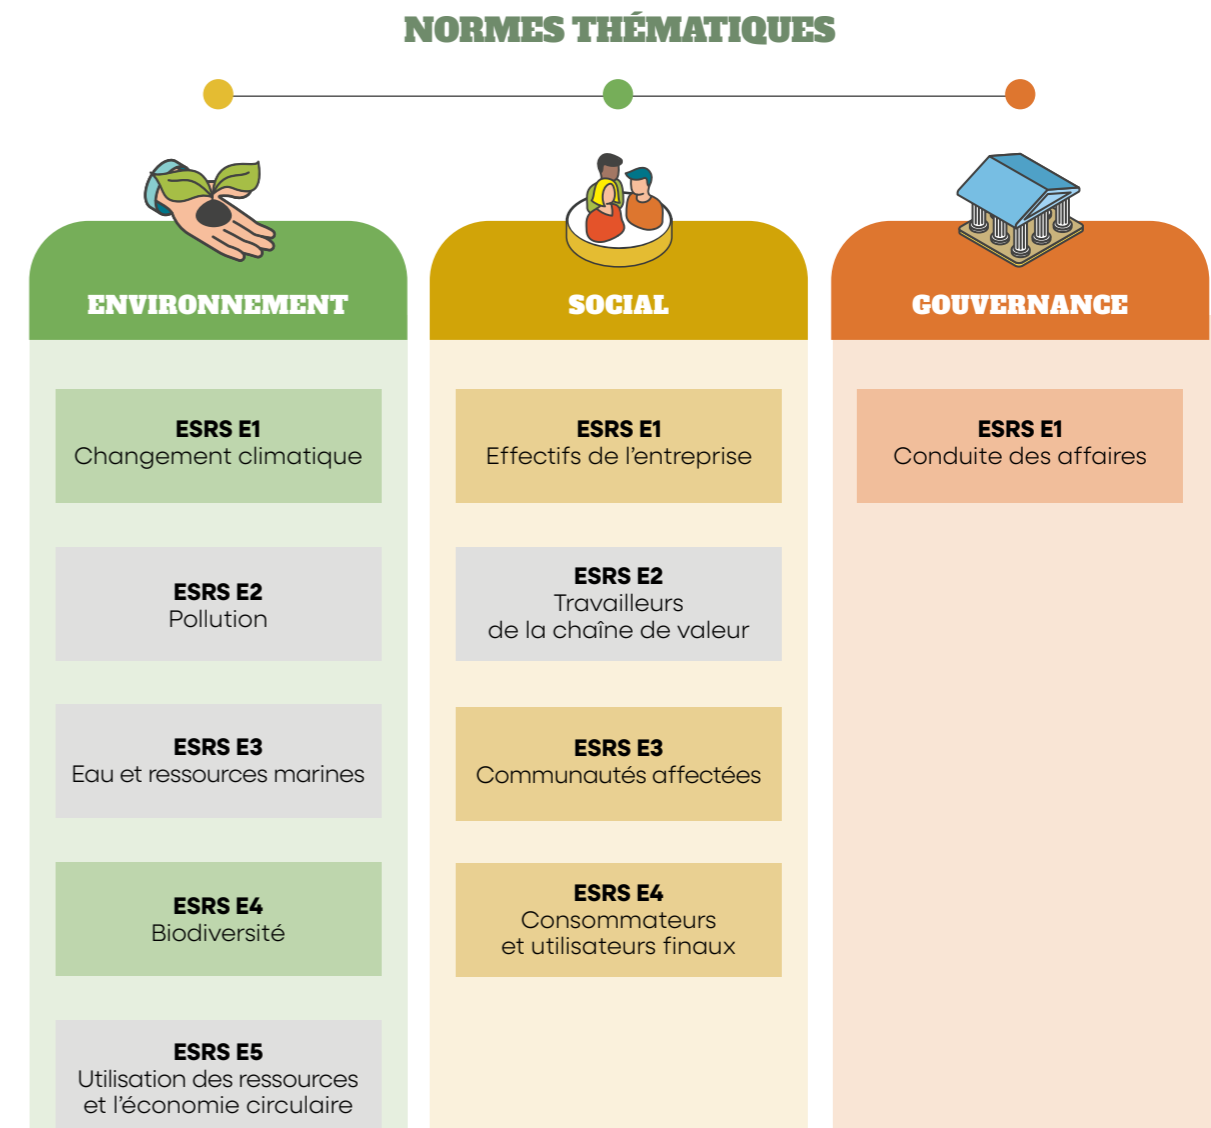 NORMES THÉMATIQUES
ENVIRONNEMENT
ESRS E1
Changement climatique
ESRS E2
Pollution
ESRS E3
Eau et ressources marines
ESRS E4
Biodiversité
ESRS E5
Utilisation des ressources
et l’économie circulaire
SOCIAL
ESRS E1
Effectifs de l’entreprise
ESRS E2
Travailleurs
de la chaîne de valeur
ESRS E3
Communautés affectées
ESRS E4
Consommateurs
et utilisateurs finaux
GOUVERNANCE
ESRS E1
Conduite des affaires